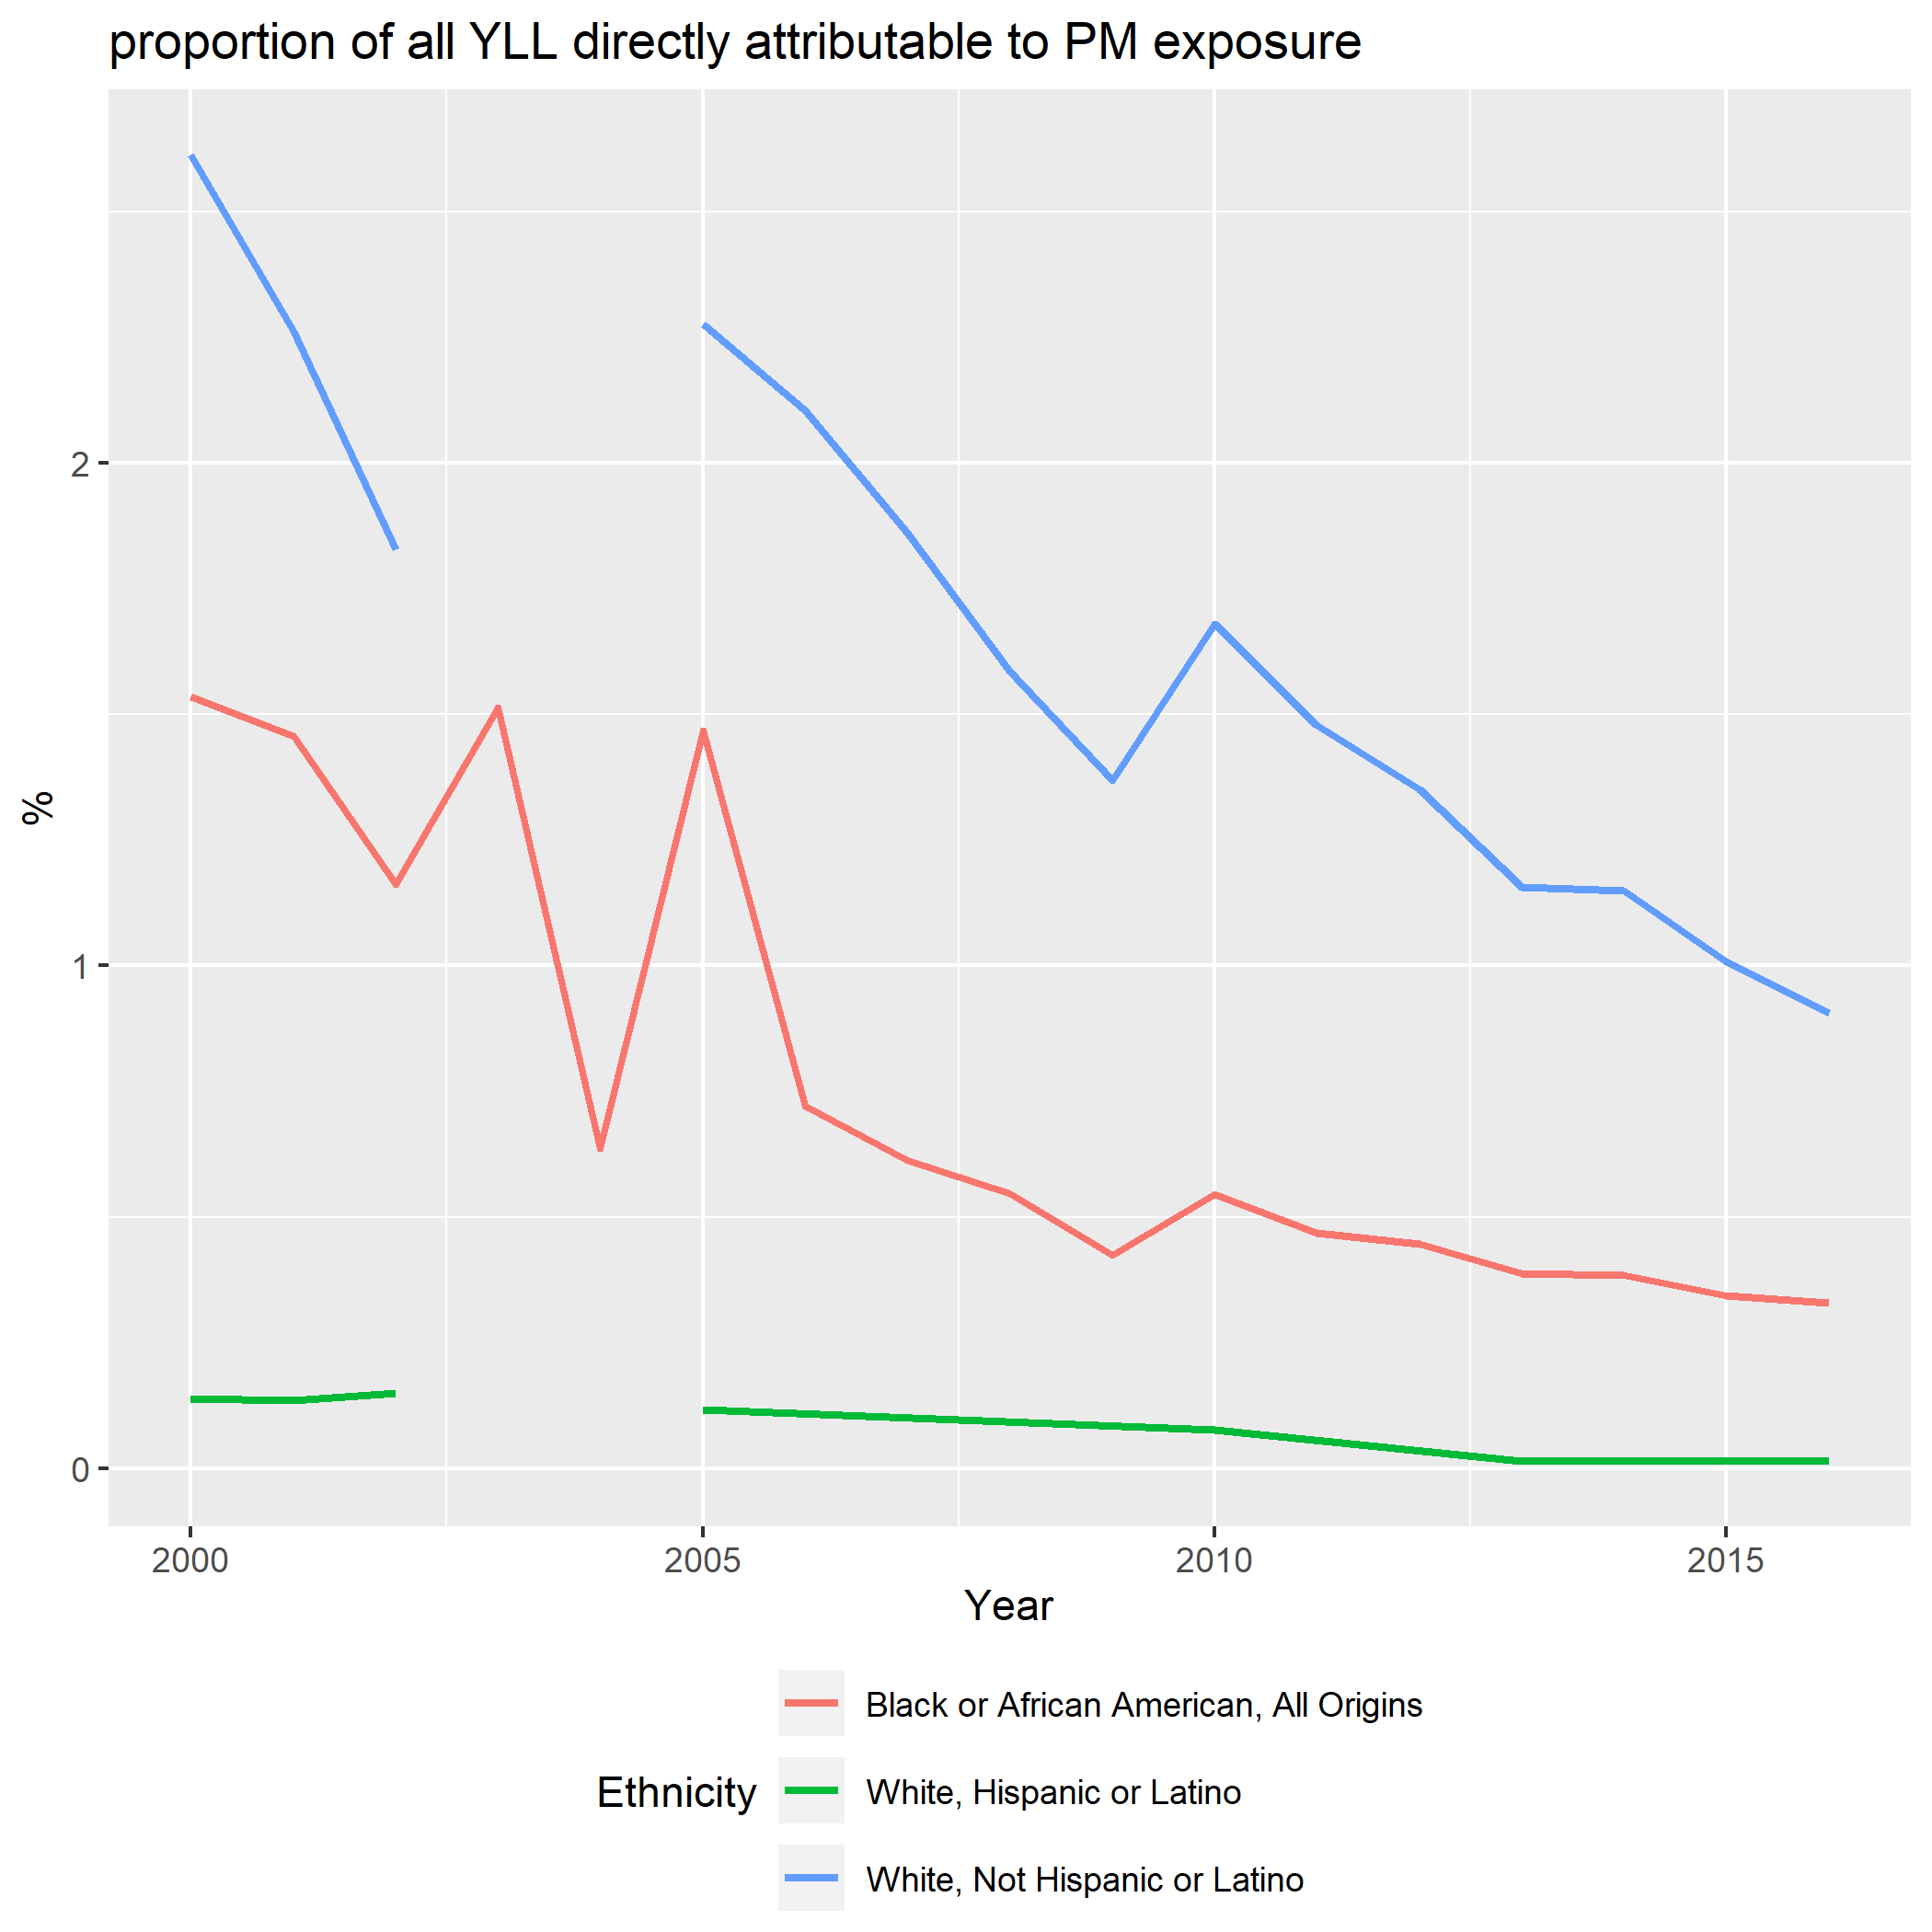 proportion of all YLL directly attributable to PM exposure
2
1
0
%
2000 2005 2010 2015
Year
Ethnicity
Black or African American, All Origins
White, Hispanic or Latino
White, Not Hispanic or Latino